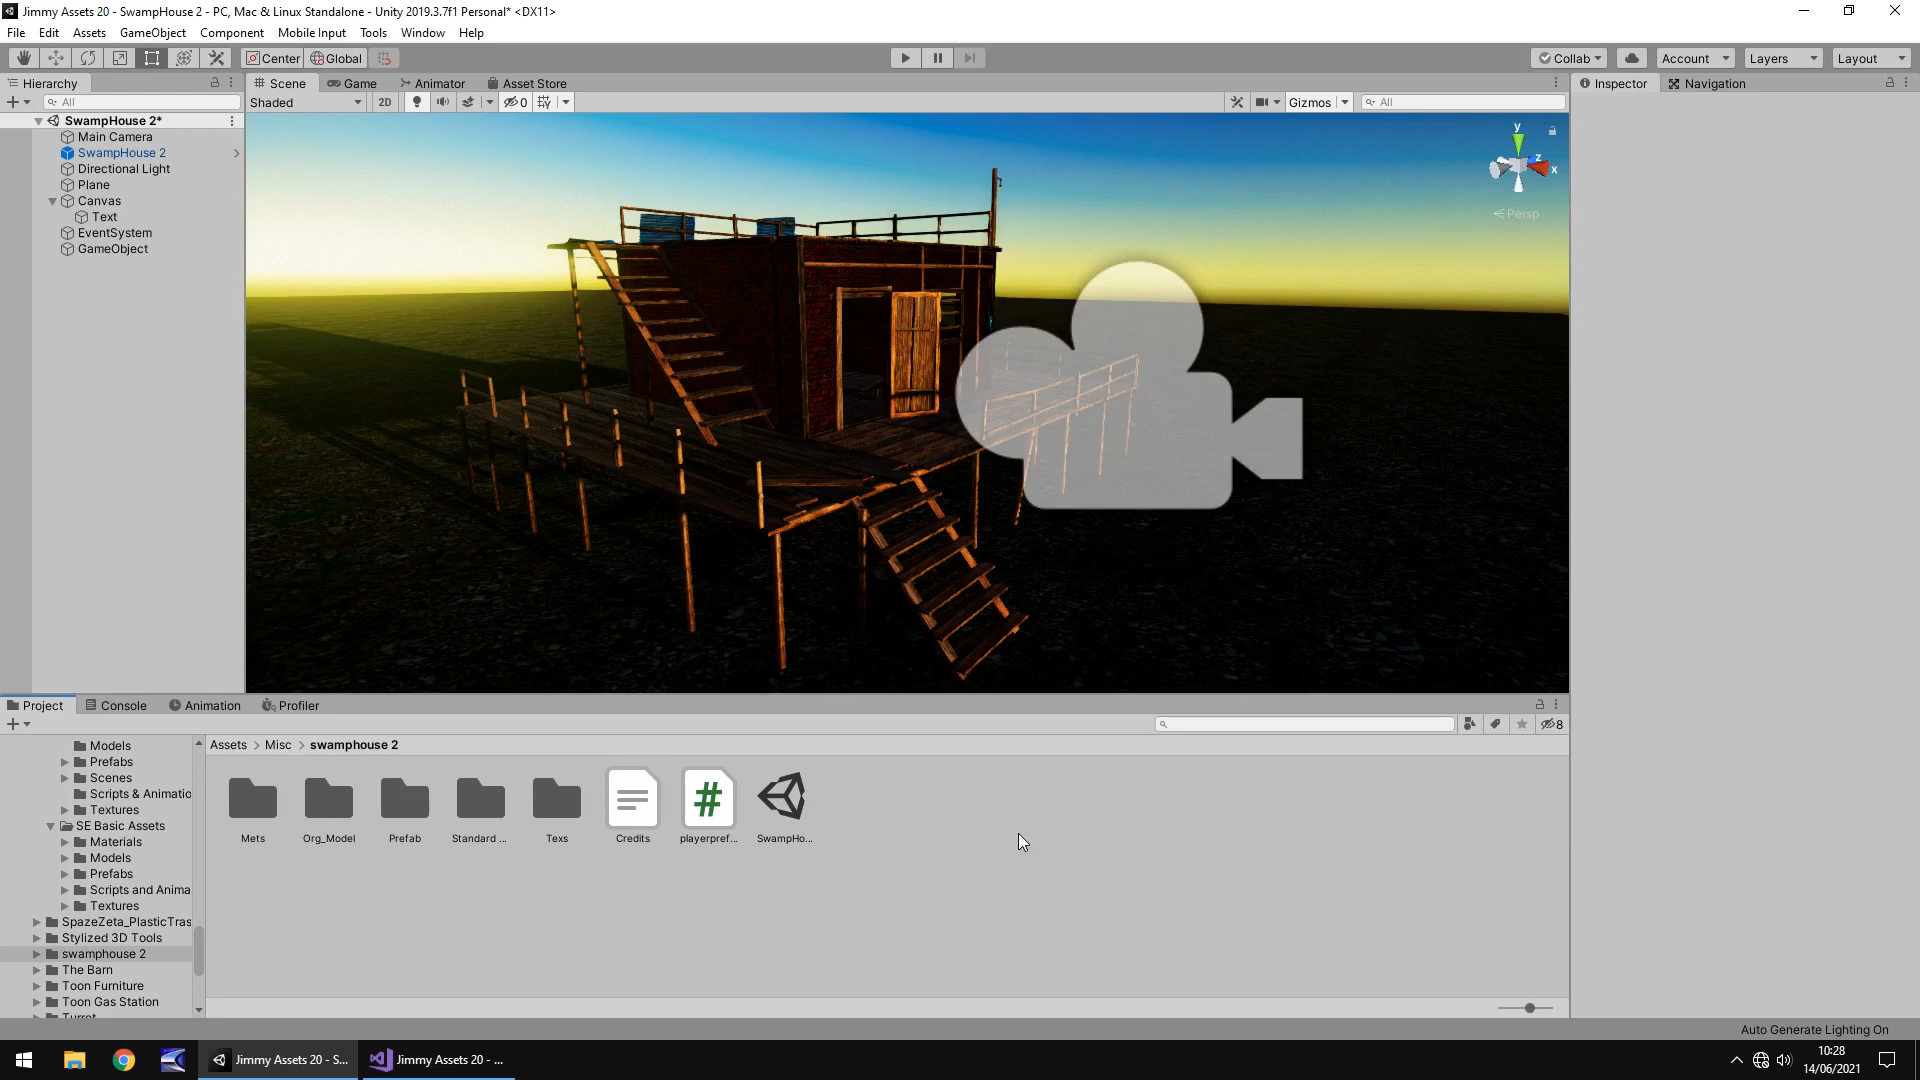 Jimmy Assets 20 - SwampHouse 2 - PC, Mac & Linux Standalone - Unity 2019.3.7f1 Personal* <DX11>
File Edit Assets GameObject Component Mobile Input Tools Window Help
Center Global Collab Account Layers Layout
Hierarchy
All
SwampHouse 2*
Main Camera
SwampHouse 2
Directional Light
Plane
Canvas
Text
EventSystem
GameObject
Scene Game Animator Asset Store
Shaded 2D 0 Gizmos All
y
z
x
Persp
Inspector Navigation
Project Console Animation Profiler
8
Models
Prefabs
Scenes
Scripts & Animatio
Textures
SE Basic Assets
Materials
Models
Prefabs
Scripts and Anima
Textures
SpazeZeta_PlasticTras
Stylized 3D Tools
swamphouse 2
The Barn
Toon Furniture
Toon Gas Station
Turret
Assets > Misc > swamphouse 2
#
Mets Org_Model Prefab Standard ... Texs Credits playerpref... SwampHo...
Auto Generate Lighting On
Jimmy Assets 20 - S... Jimmy Assets 20 - ...
10:28
14/06/2021